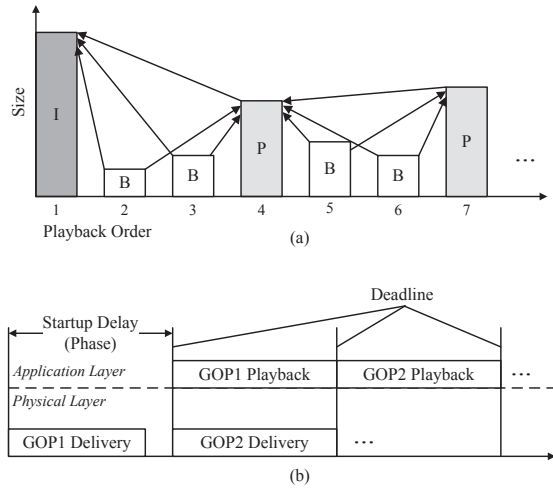 Size
I
B
B
P
B
B
P
...
1 2 3 4 5 6 7
Playback Order
(a)
Deadline
Startup Delay
(Phase)
Application Layer
GOP1 Playback GOP2 Playback ...
Physical Layer
GOP1 Delivery GOP2 Delivery ...
(b)